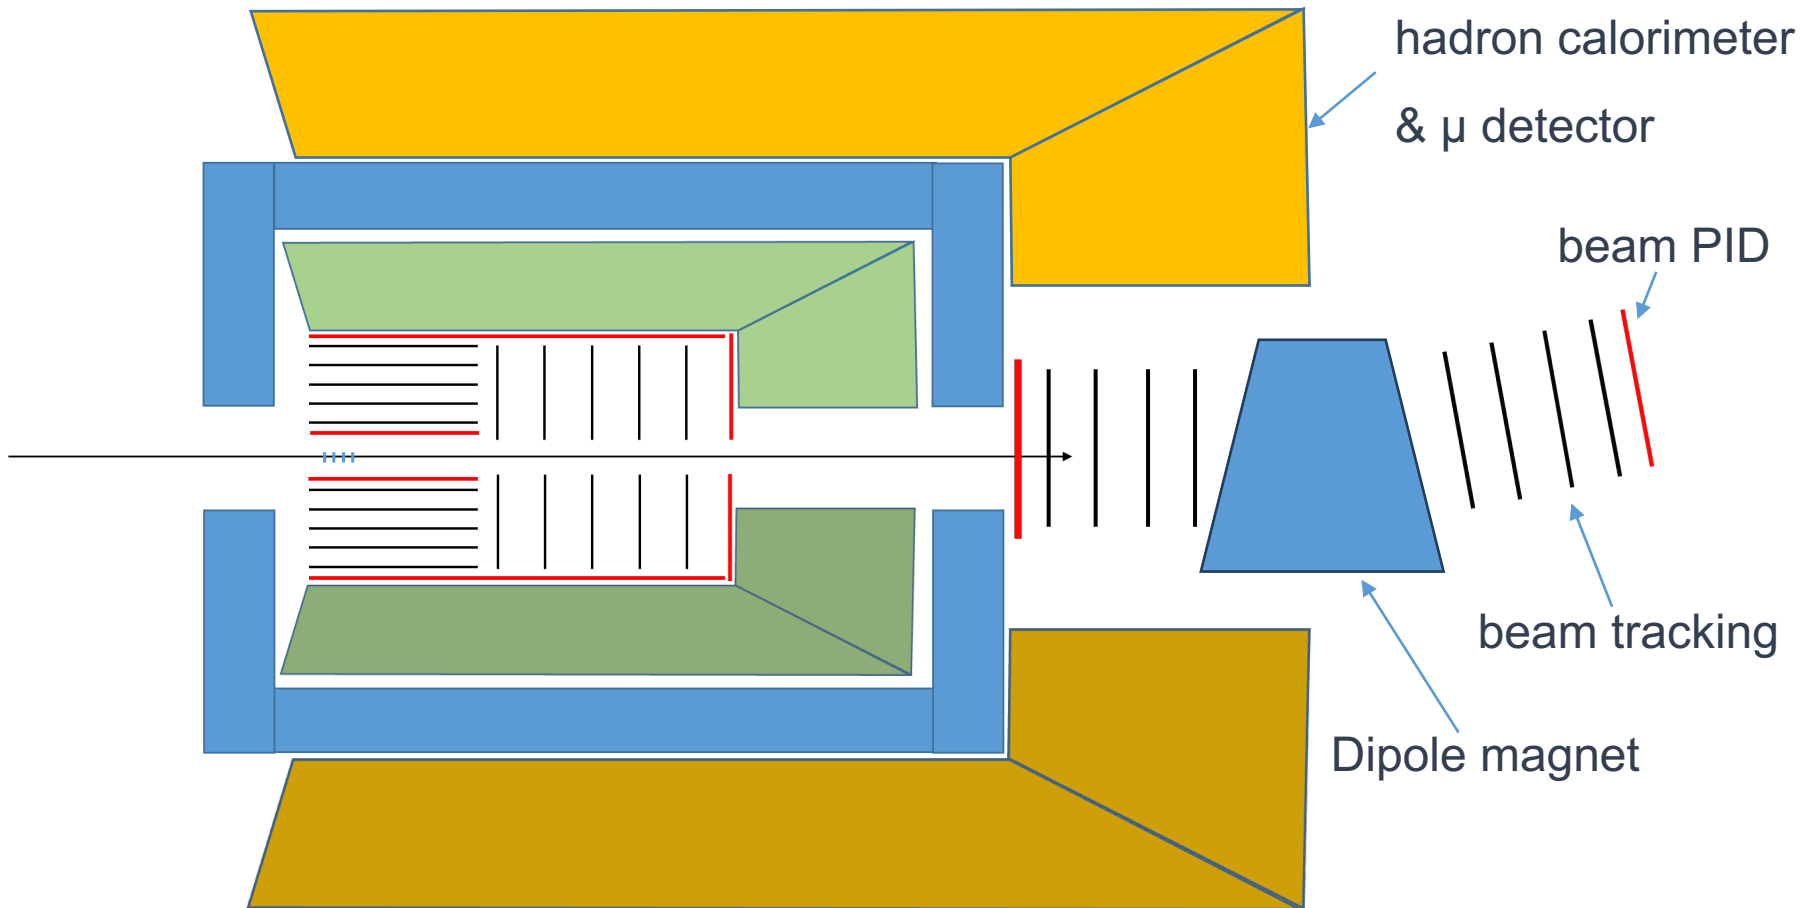 hadron calorimeter
& μ detector
beam PID
beam tracking
Dipole magnet